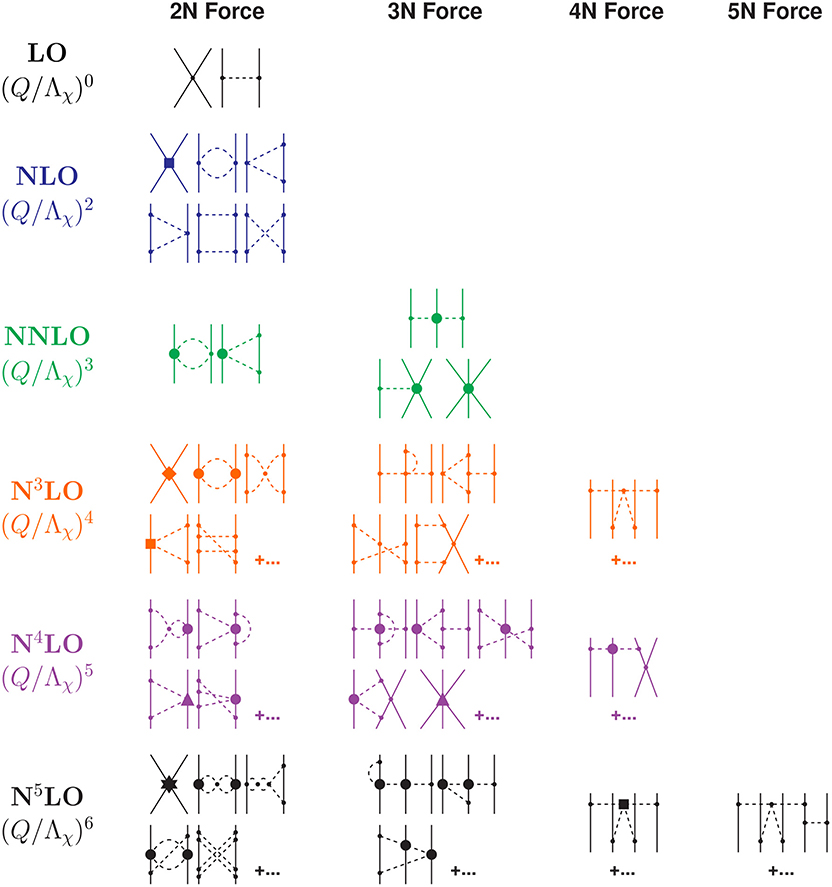 2N Force 3N Force 4N Force 5N Force
LO
(Q/Λχ)⁰
NLO
(Q/Λχ)²
NNLO
(Q/Λχ)³
N³LO
(Q/Λχ)⁴
+... +... +...
N⁴LO
(Q/Λχ)⁵
+... +... +...
N⁵LO
(Q/Λχ)⁶
+... +... +... +...